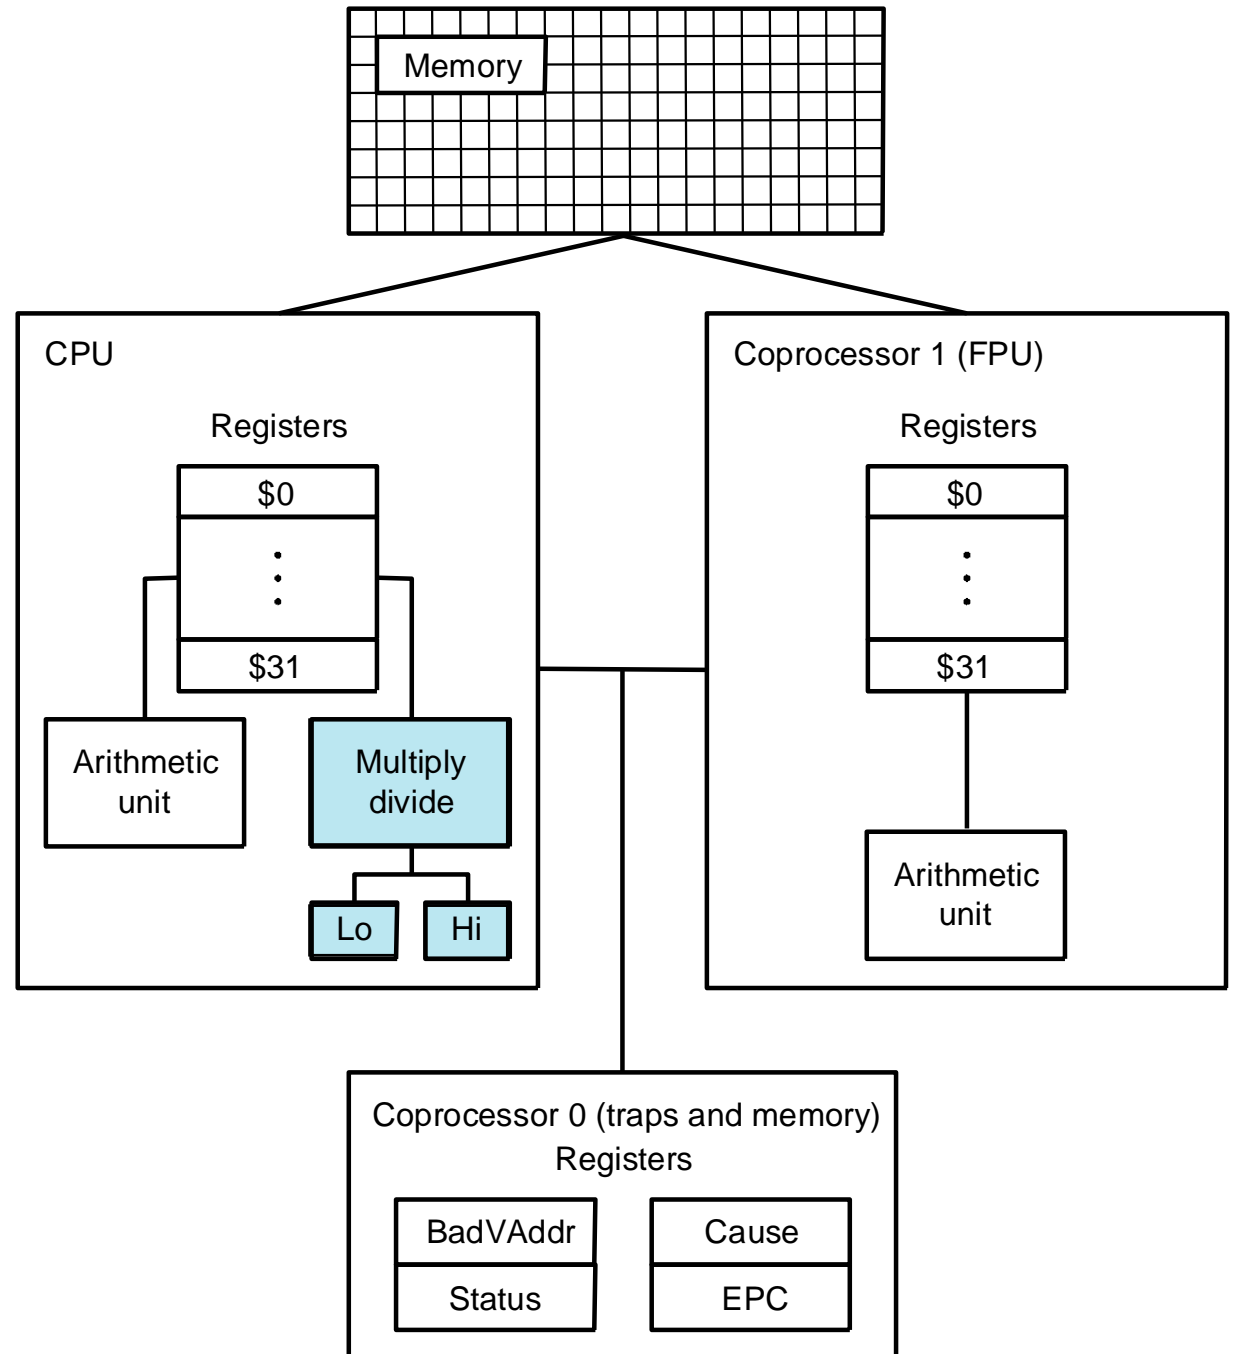 Memory
CPU
Registers
$0
$31
Arithmetic
unit
Multiply
divide
Lo
Hi
Coprocessor 1 (FPU)
Registers
$0
$31
Arithmetic
unit
Coprocessor 0 (traps and memory)
Registers
BadVAddr
Status
Cause
EPC